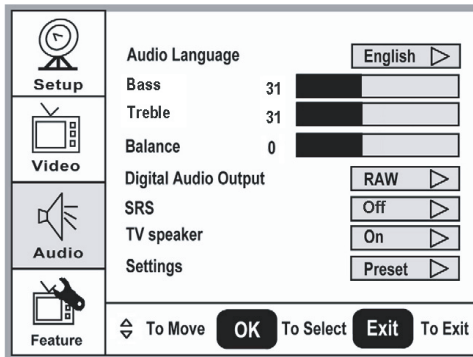 Setup
Video
Audio
Feature
Audio Language English
Bass 31
Treble 31
Balance 0
Digital Audio Output RAW
SRS Off
TV speaker On
Settings Preset
To Move OK To Select Exit To Exit